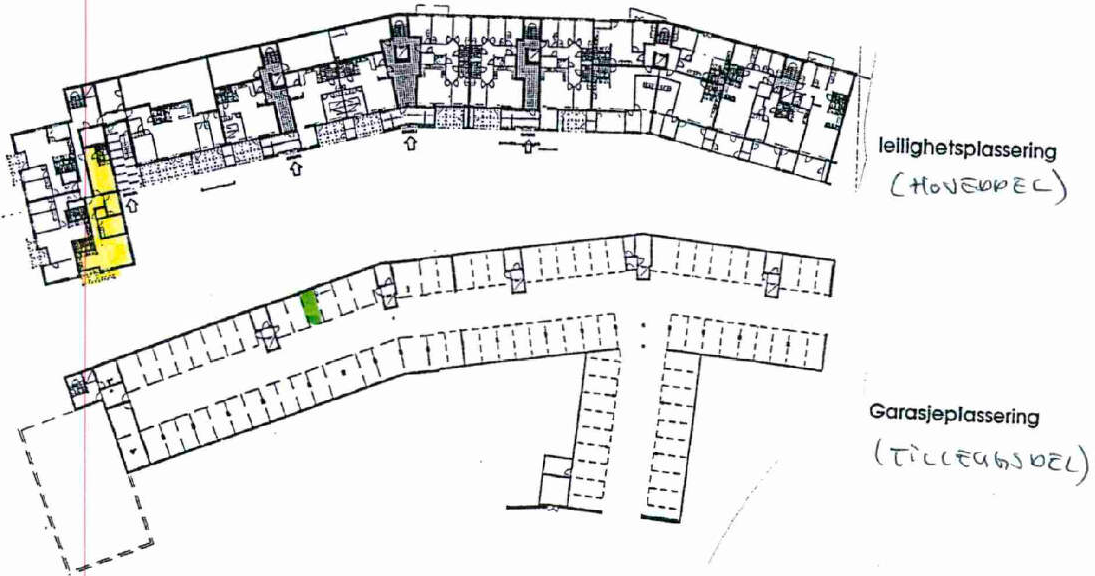 leilighetsplassering
(HOVEDDEL)
Garasjeplassering
(TILLEGGSDEL)